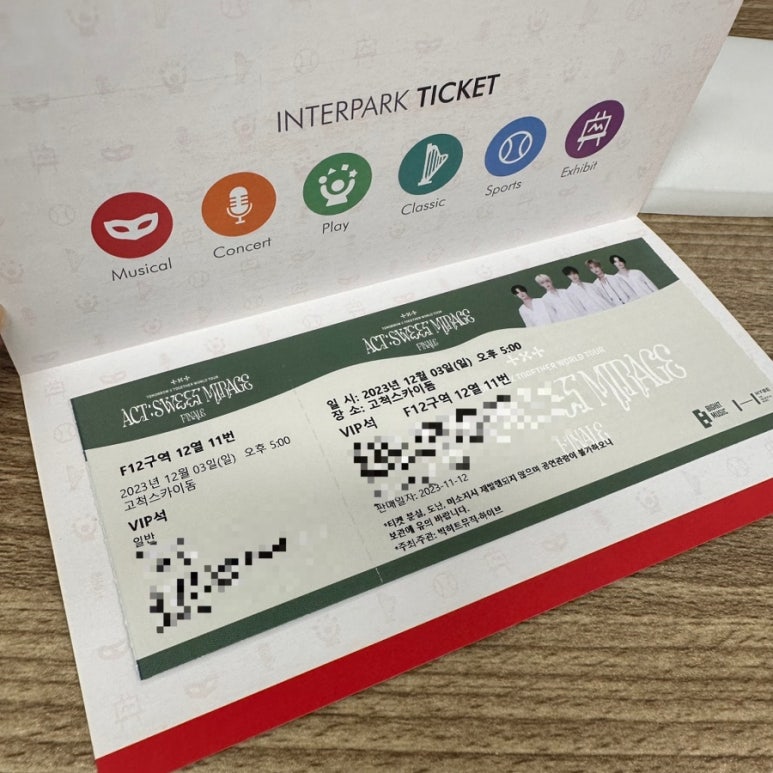 INTERPARK TICKET
Musical
Concert
Play
Classic
Sports
Exhibit
ACT : SWEET MIRAGE
FINALE
F12구역 12열 11번
2023년 12월 03일(일) 오후 5:00
고척스카이돔
VIP석
일반
ACT : SWEET MIRAGE
FINALE
일 시: 2023년 12월 03일(일) 오후 5:00
장 소: 고척스카이돔
VIP석 F12구역 12열 11번
TOGETHER WORLD TOUR
MIRAGE
FINALE
판매일자: 2023-11-12
*티켓 분실, 도난, 미소지시 재발행되지 않으며 공연관람이 불가하오니
보관에 유의 바랍니다.
*주최/주관: 빅히트뮤직·하이브
BIGHIT
MUSIC